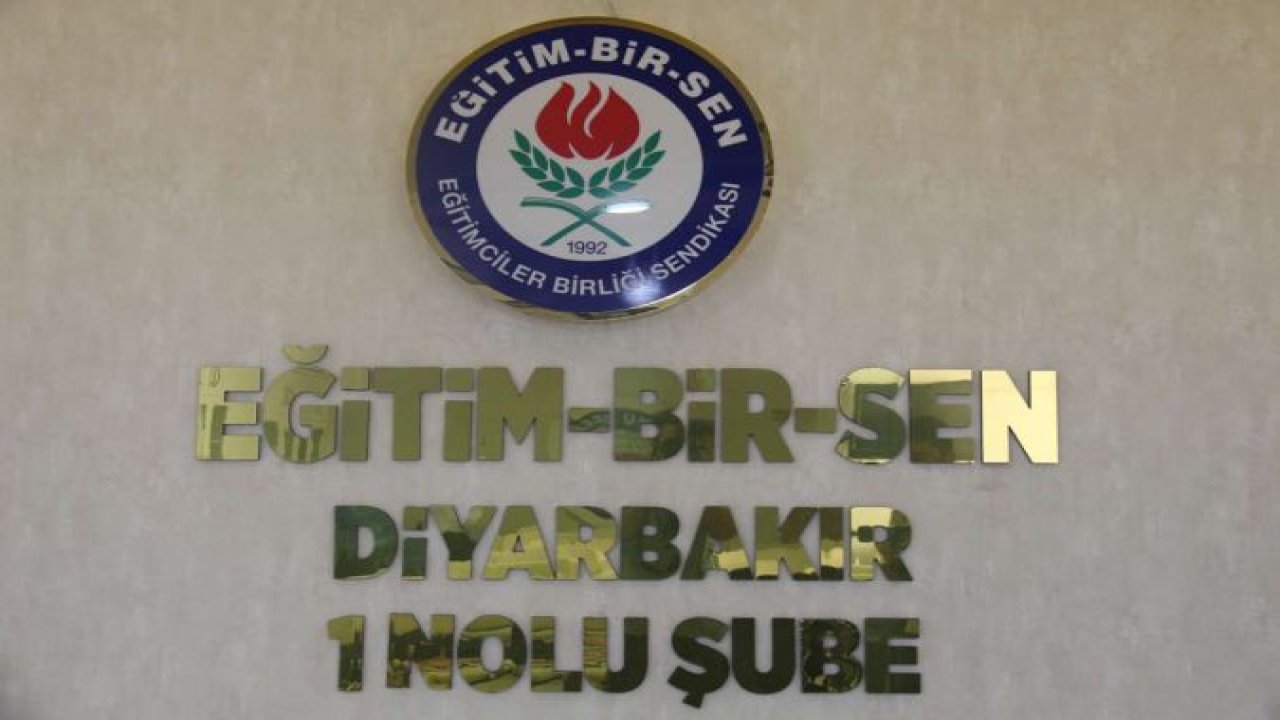 EĞİTİM-BİR-SEN
1992
EĞİTİMCİLER BİRLİĞİ SENDİKASI
EĞİTİM-BİR-SEN
DİYARBAKIR
1 NOLU ŞUBE